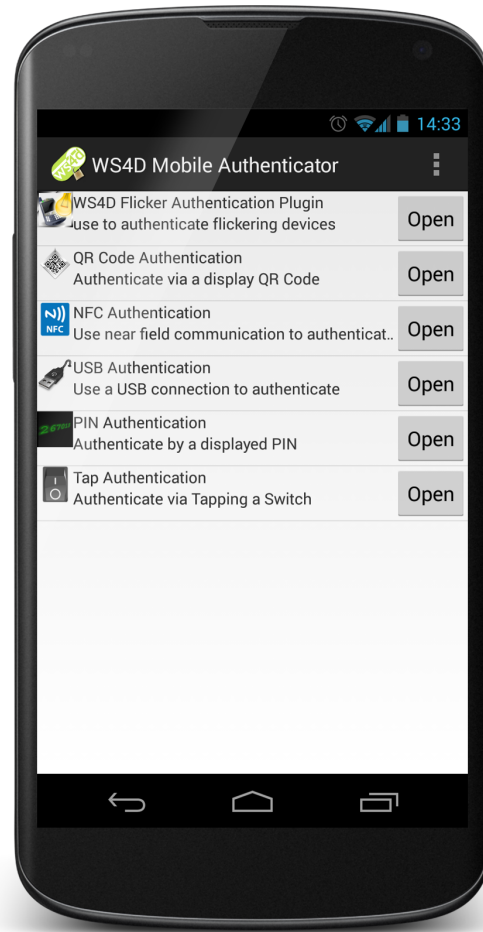 14:33
WS4D
WS4D Mobile Authenticator
WS4D Flicker Authentication Plugin
use to authenticate flickering devices
Open
QR Code Authentication
Authenticate via a display QR Code
Open
NFC
NFC Authentication
Use near field communication to authenticat..
Open
USB Authentication
Use a USB connection to authenticate
Open
PIN Authentication
Authenticate by a displayed PIN
Open
Tap Authentication
Authenticate via Tapping a Switch
Open